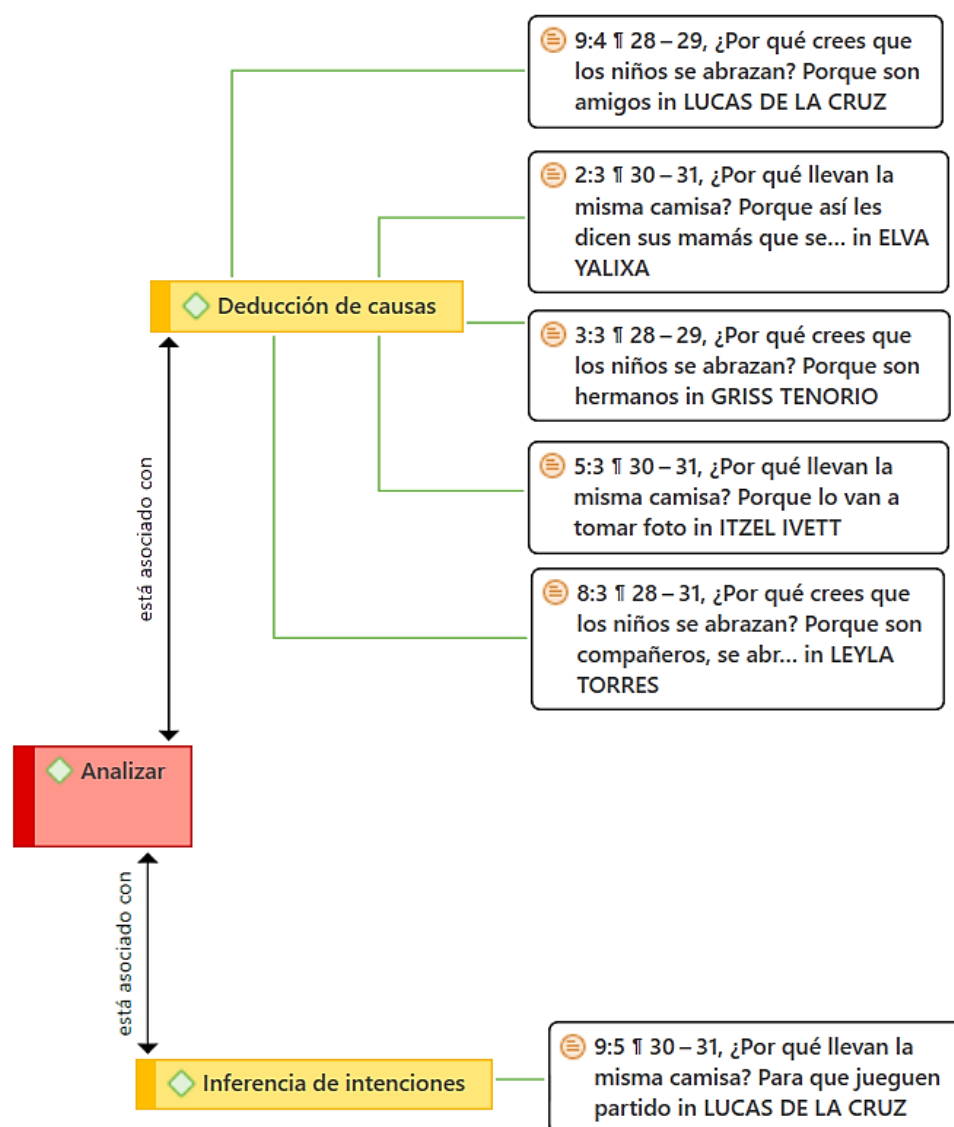 9:4 ¶ 28 – 29, ¿Por qué crees que
los niños se abrazan? Porque son
amigos in LUCAS DE LA CRUZ
2:3 ¶ 30 – 31, ¿Por qué llevan la
misma camisa? Porque así les
dicen sus mamás que se... in ELVA
YALIXA
Deducción de causas
3:3 ¶ 28 – 29, ¿Por qué crees que
los niños se abrazan? Porque son
hermanos in GRISS TENORIO
5:3 ¶ 30 – 31, ¿Por qué llevan la
misma camisa? Porque lo van a
tomar foto in ITZEL IVETT
está asociado con
8:3 ¶ 28 – 31, ¿Por qué crees que
los niños se abrazan? Porque son
compañeros, se abr... in LEYLA
TORRES
Analizar
está asociado con
Inferencia de intenciones
9:5 ¶ 30 – 31, ¿Por qué llevan la
misma camisa? Para que jueguen
partido in LUCAS DE LA CRUZ